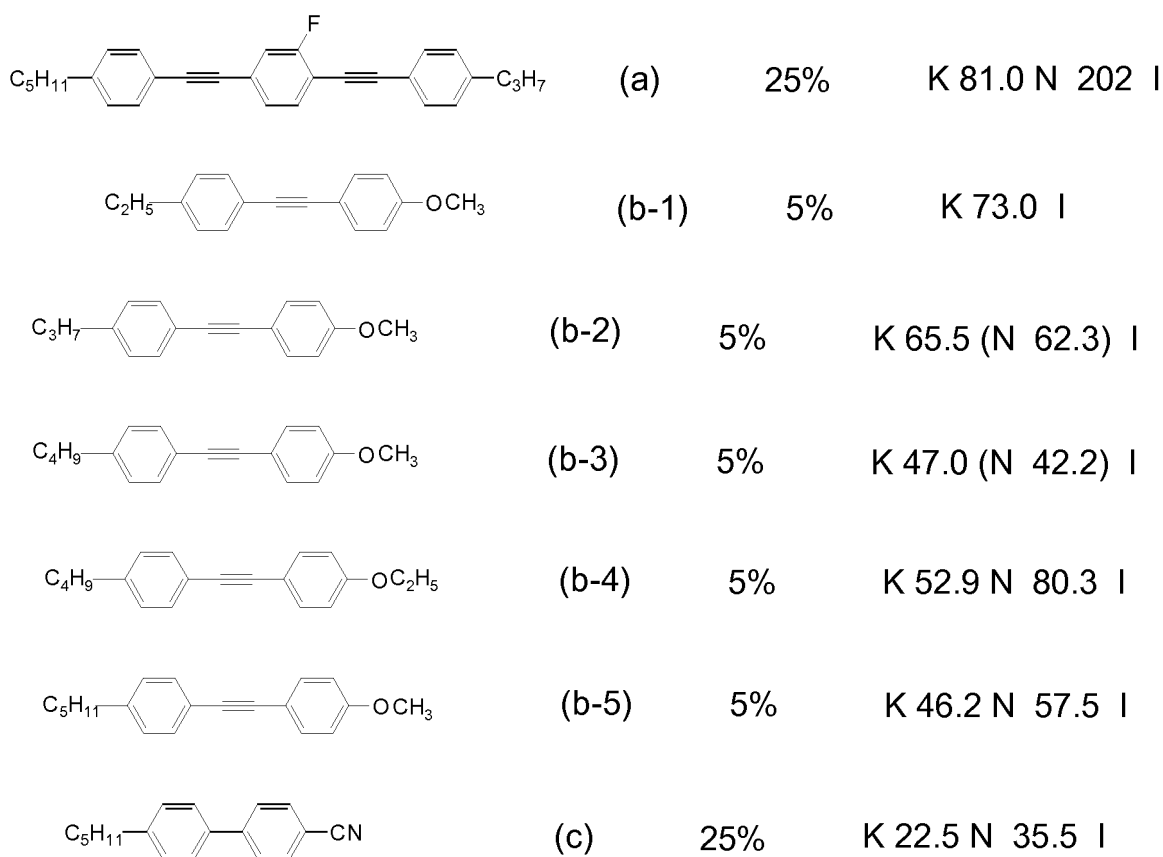 F
C5H11 C3H7 (a) 25% K 81.0 N 202 I
C2H5 OCH3 (b-1) 5% K 73.0 I
C3H7 OCH3 (b-2) 5% K 65.5 (N 62.3) I
C4H9 OCH3 (b-3) 5% K 47.0 (N 42.2) I
C4H9 OC2H5 (b-4) 5% K 52.9 N 80.3 I
C5H11 OCH3 (b-5) 5% K 46.2 N 57.5 I
C5H11 CN (c) 25% K 22.5 N 35.5 I